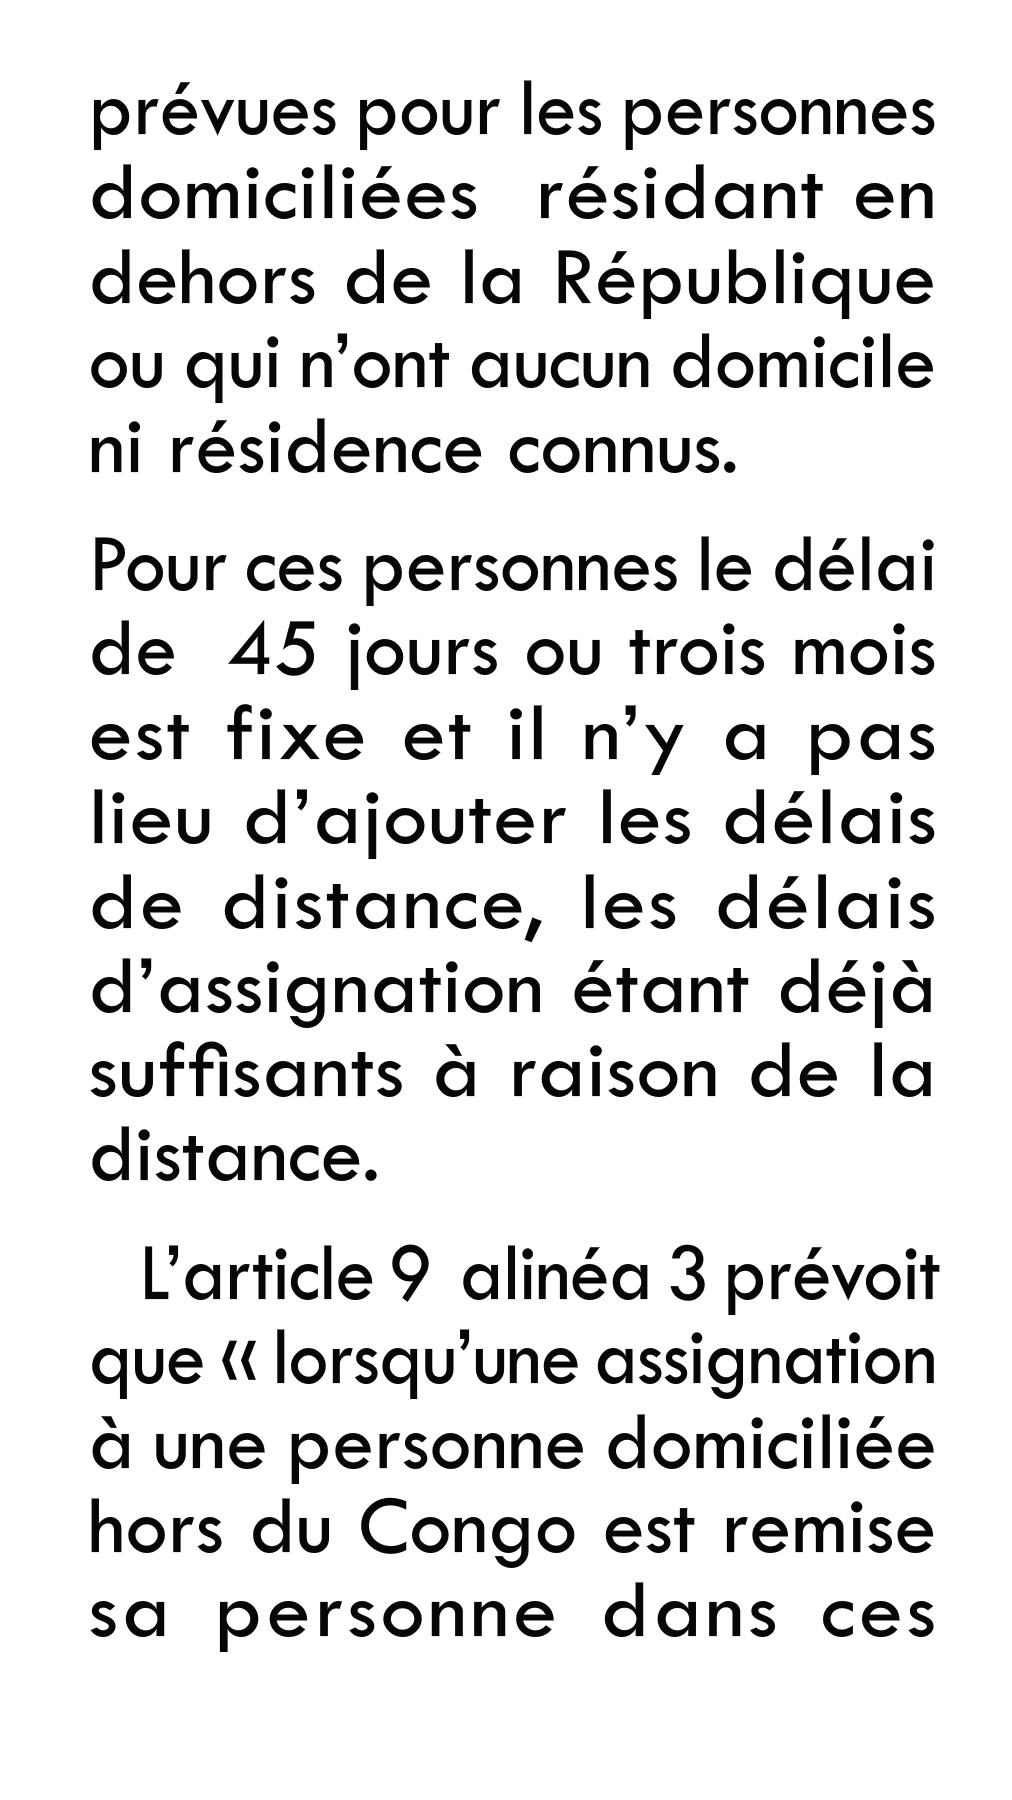 prévues pour les personnes
domiciliées résidant en
dehors de la République
ou qui n’ont aucun domicile
ni résidence connus.
Pour ces personnes le délai
de 45 jours ou trois mois
est fixe et il n’y a pas
lieu d’ajouter les délais
de distance, les délais
d’assignation étant déjà
suffisants à raison de la
distance.
L’article 9 alinéa 3 prévoit
que « lorsqu’une assignation
à une personne domiciliée
hors du Congo est remise
sa personne dans ces